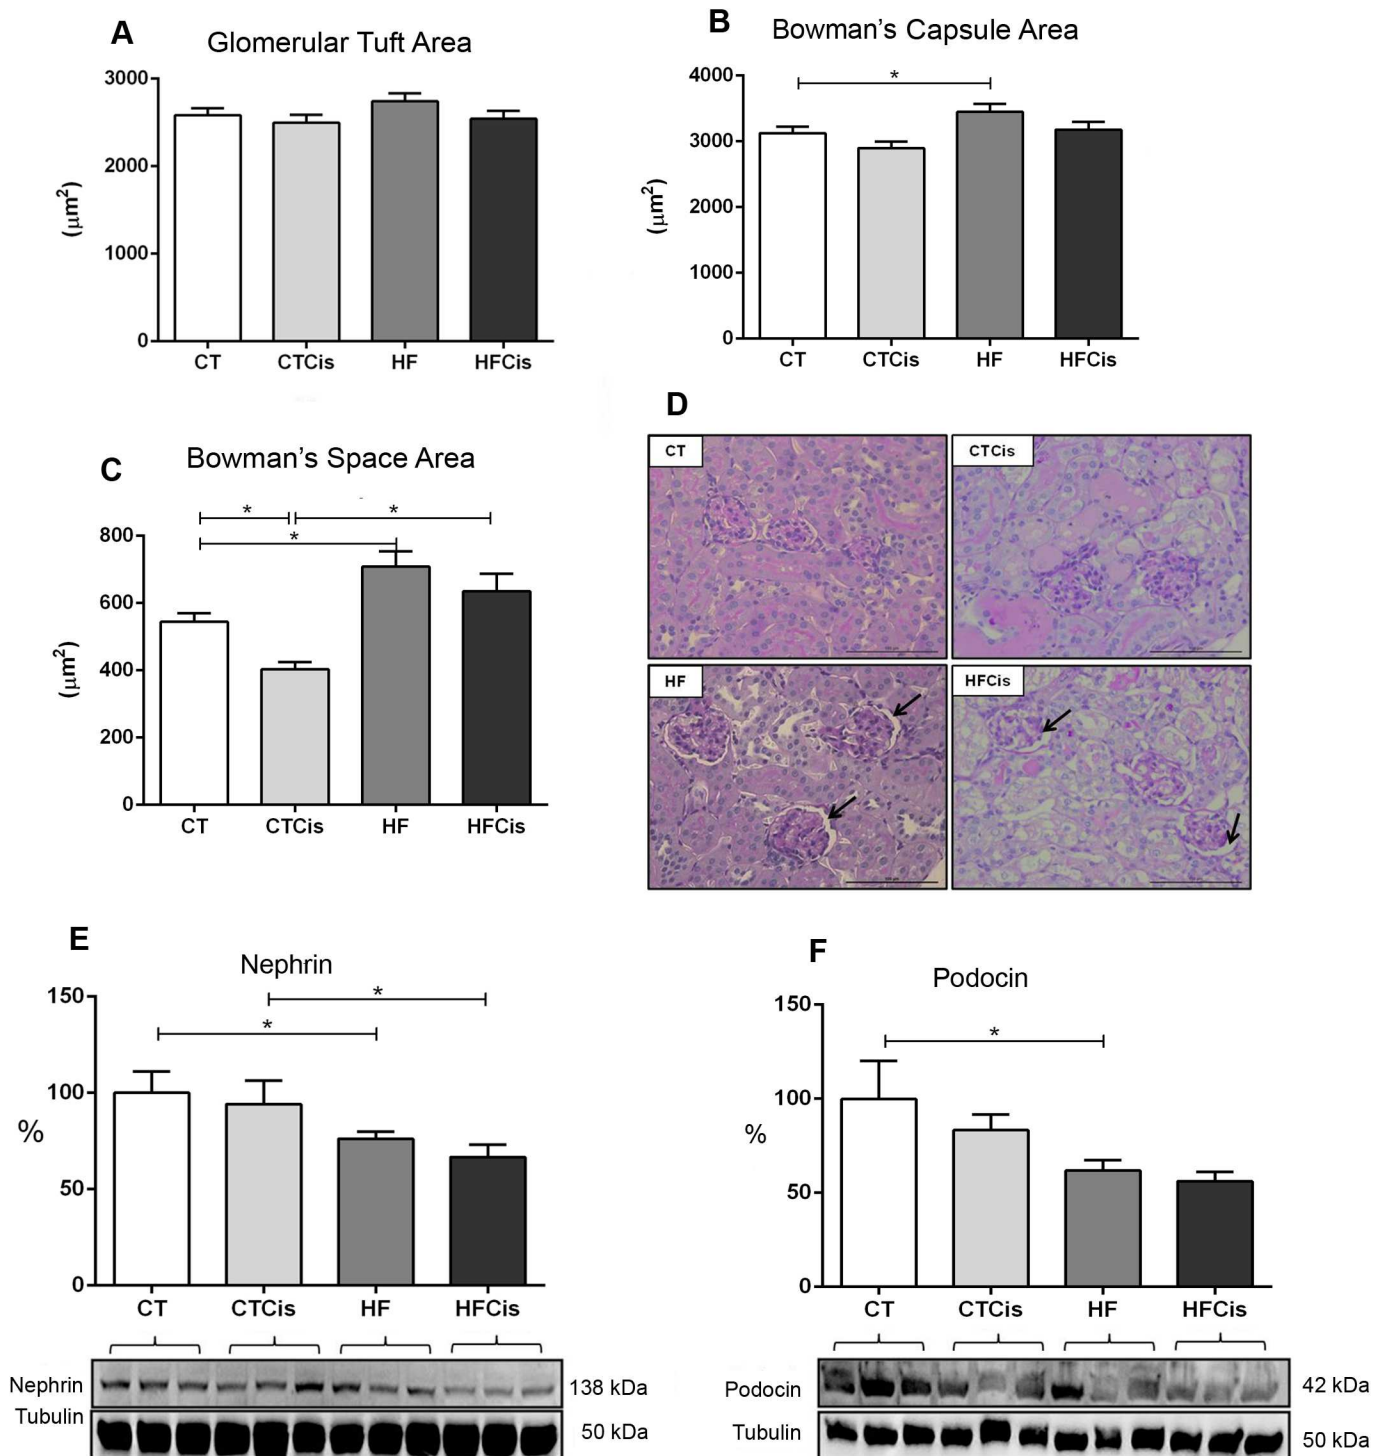 A
Glomerular Tuft Area
3000
2000
1000
0
(μm²)
CT CTCis HF HFCis
B
Bowman's Capsule Area
*
4000
3000
2000
1000
0
(μm²)
CT CTCis HF HFCis
C
Bowman's Space Area
* *
*
800
600
400
200
0
(μm²)
CT CTCis HF HFCis
D
CT
CTCis
HF
HFCis
E
Nephrin
*
*
150
100
50
0
%
CT CTCis HF HFCis
Nephrin 138 kDa
Tubulin 50 kDa
F
Podocin
*
150
100
50
0
%
CT CTCis HF HFCis
Podocin 42 kDa
Tubulin 50 kDa